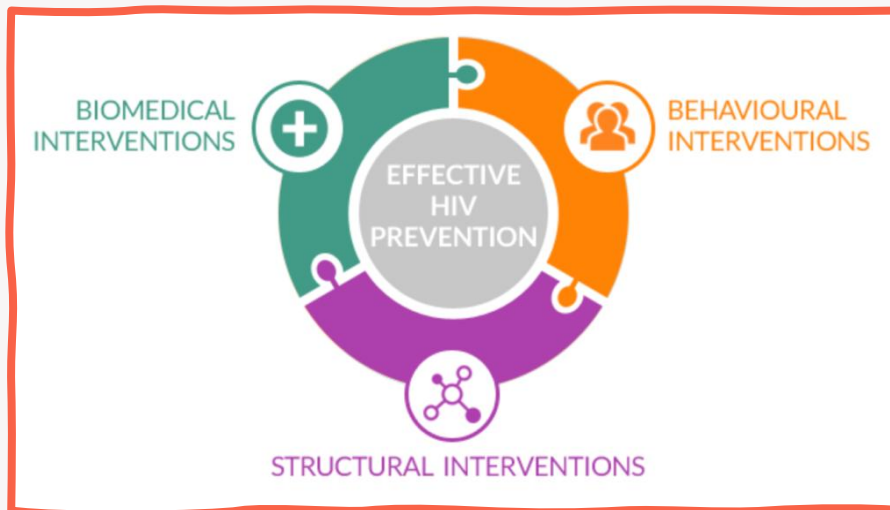 BIOMEDICAL
INTERVENTIONS
BEHAVIOURAL
INTERVENTIONS
EFFECTIVE
HIV
PREVENTION
STRUCTURAL INTERVENTIONS